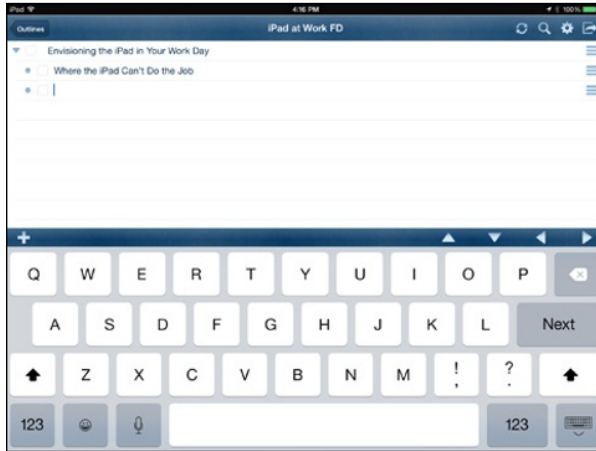 iPad 4:16 PM 100%
Outlines iPad at Work FD
Envisioning the iPad in Your Work Day
Where the iPad Can't Do the Job
Q W E R T Y U I O P
A S D F G H J K L Next
Z X C V B N M ! , ? .
123 123